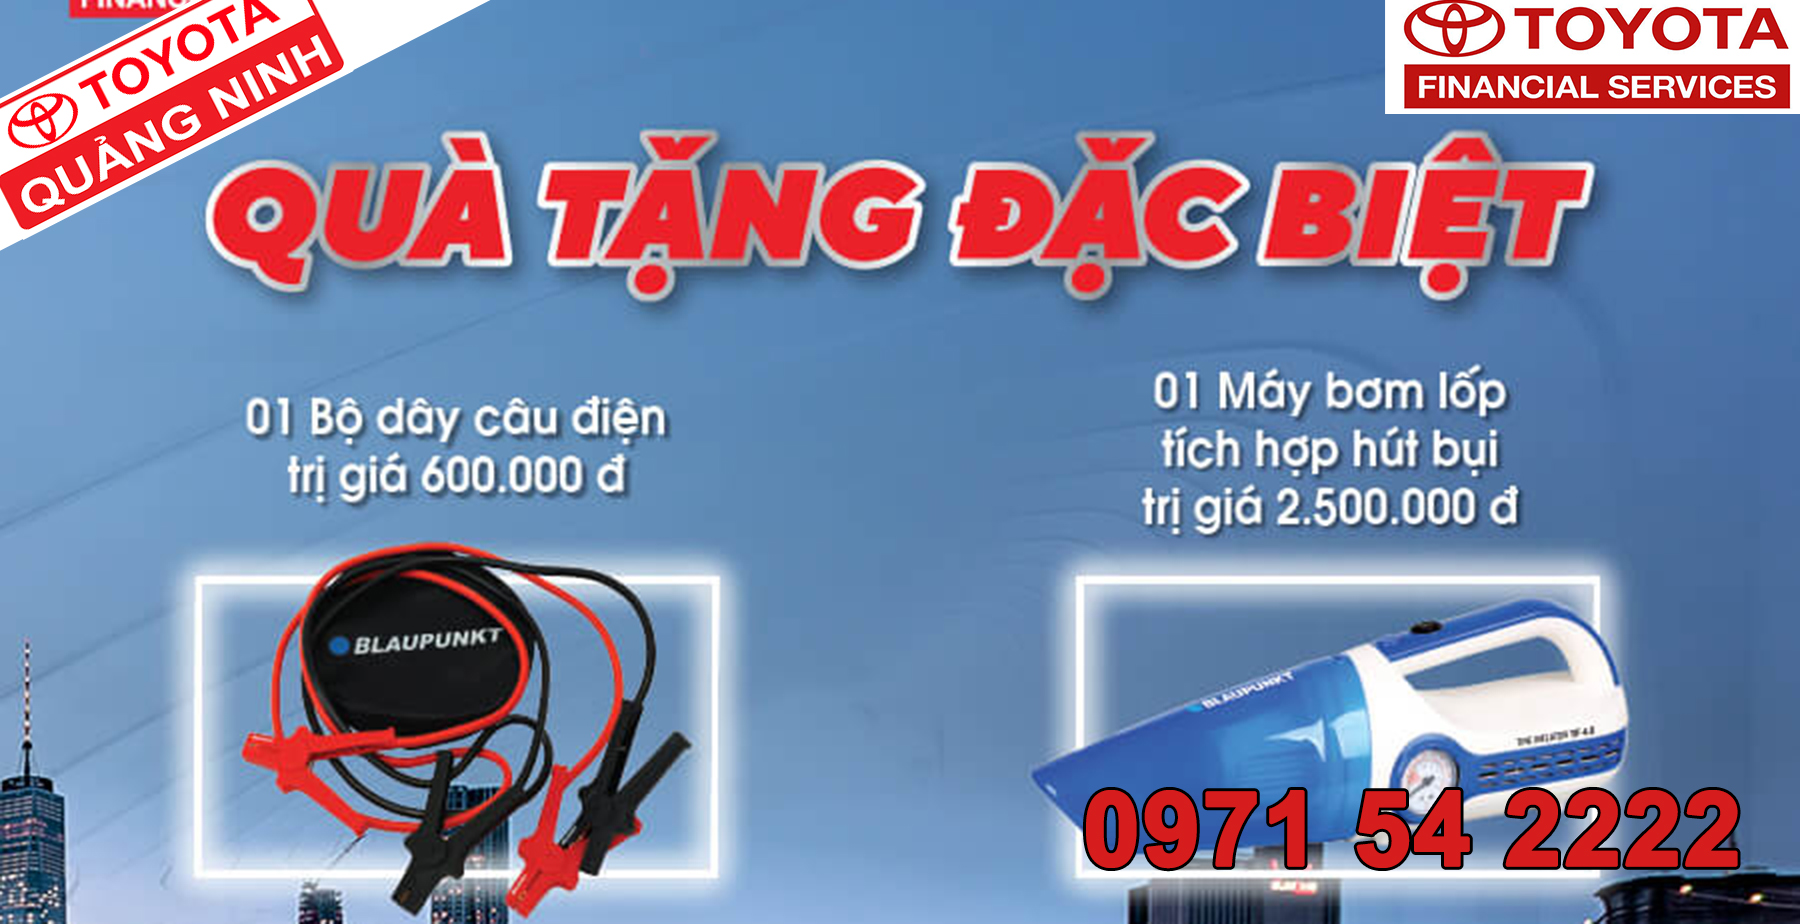 TOYOTA
QUẢNG NINH
TOYOTA
FINANCIAL SERVICES
QUÀ TẶNG ĐẶC BIỆT
01 Bộ dây câu điện
trị giá 600.000 đ
01 Máy bơm lốp
tích hợp hút bụi
trị giá 2.500.000 đ
BLAUPUNKT
BLAUPUNKT
0971 54 2222